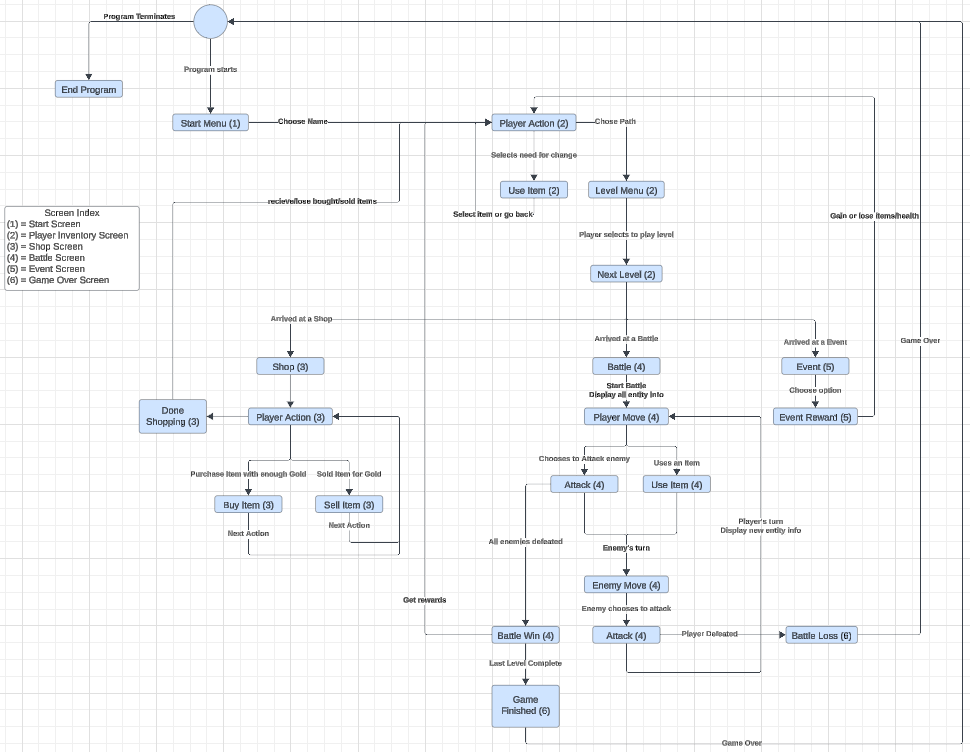 Program Terminates
Program starts
End Program
Start Menu (1)
Choose Name
Player Action (2)
Chose Path
Selects need for change
Use Item (2)
Level Menu (2)
recieve/lose bought/sold items
Select item or go back
Gain or lose items/health
Screen Index
(1) = Start Screen
(2) = Player Inventory Screen
(3) = Shop Screen
(4) = Battle Screen
(5) = Event Screen
(6) = Game Over Screen
Player selects to play level
Next Level (2)
Arrived at a Shop
Arrived at a Battle
Arrived at a Event
Game Over
Shop (3)
Battle (4)
Event (5)
Start Battle
Display all entity info
Choose option
Done
Shopping (3)
Player Action (3)
Player Move (4)
Event Reward (5)
Purchase Item with enough Gold
Sold Item for Gold
Chooses to Attack enemy
Uses an Item
Buy Item (3)
Sell Item (3)
Attack (4)
Use Item (4)
Next Action
Next Action
Player's turn
Display new entity info
All enemies defeated
Enemy's turn
Enemy Move (4)
Get rewards
Enemy chooses to attack
Battle Win (4)
Attack (4)
Player Defeated
Battle Loss (6)
Last Level Complete
Game
Finished (6)
Game Over